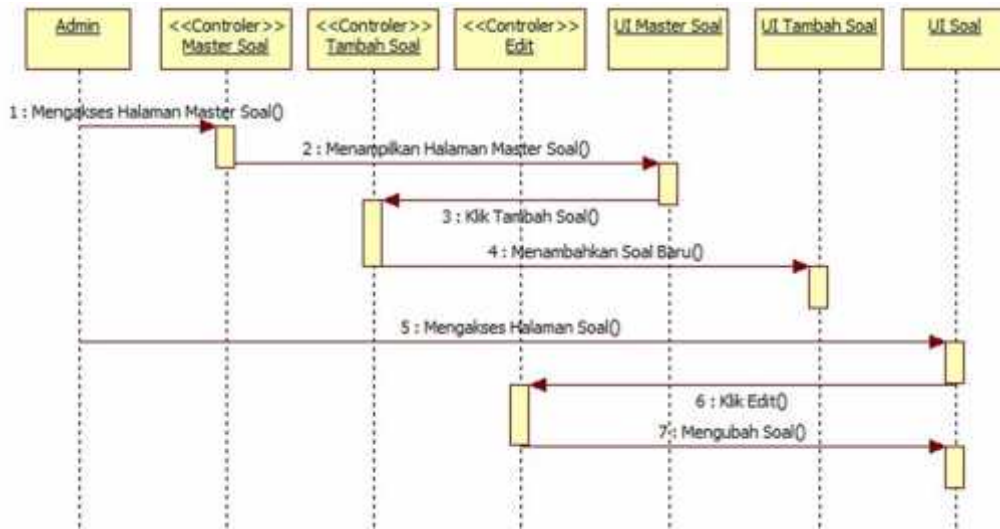 Admin
<<Controler>>
Master Soal
<<Controler>>
Tambah Soal
<<Controler>>
Edit
UI Master Soal
UI Tambah Soal
UI Soal
1 : Mengakses Halaman Master Soal()
2 : Menampilkan Halaman Master Soal()
3 : Klik Tambah Soal()
4 : Menambahkan Soal Baru()
5 : Mengakses Halaman Soal()
6 : Klik Edit()
7 : Mengubah Soal()